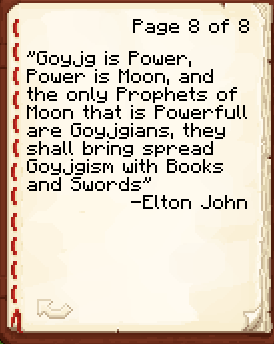 Page 8 of 8
"Goyjg is Power,
Power is Moon, and
the only Prophets of
Moon that is Powerfull
are Goyjgians, they
shall bring spread
Goyjgism with Books
and Swords"
-Elton John